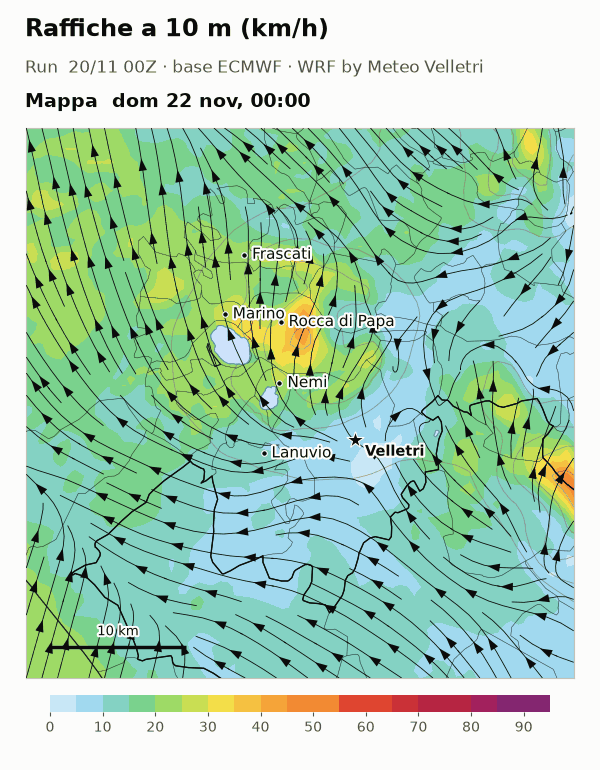 Raffiche a 10 m (km/h)
Run 20/11 00Z · base ECMWF · WRF by Meteo Velletri
Mappa dom 22 nov, 00:00
Frascati
Marino
Rocca di Papa
Nemi
Velletri
Lanuvio
10 km
0 10 20 30 40 50 60 70 80 90